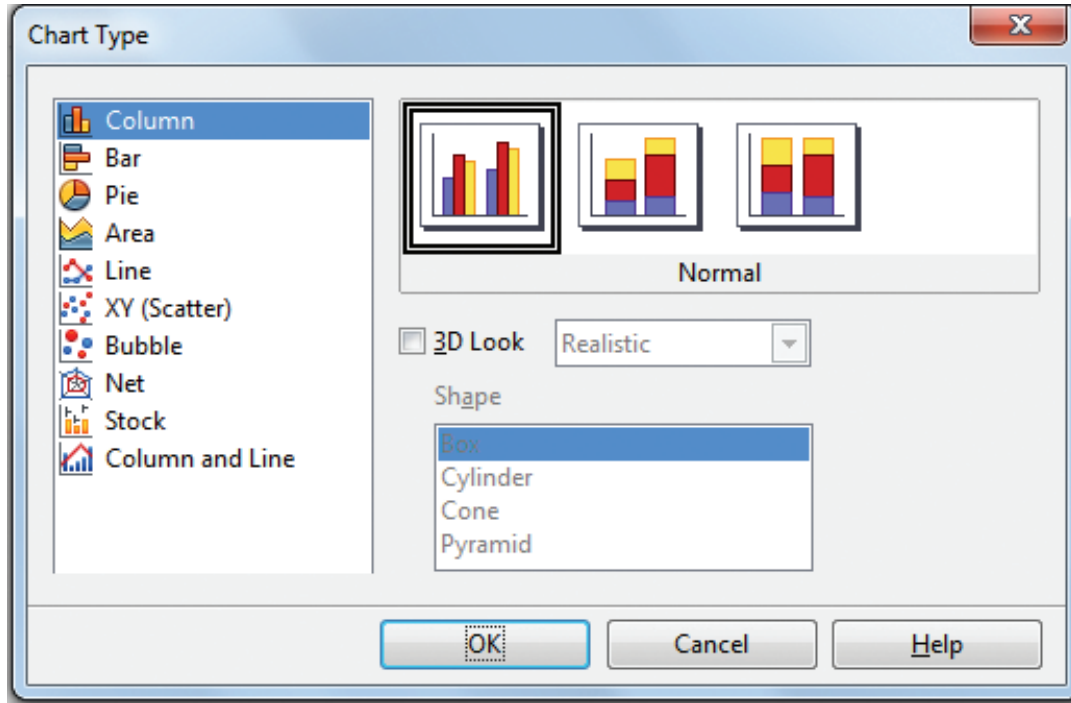 Chart Type
Column
Bar
Pie
Area
Line
XY (Scatter)
Bubble
Net
Stock
Column and Line
Normal
3D Look
Realistic
Shape
Box
Cylinder
Cone
Pyramid
OK
Cancel
Help